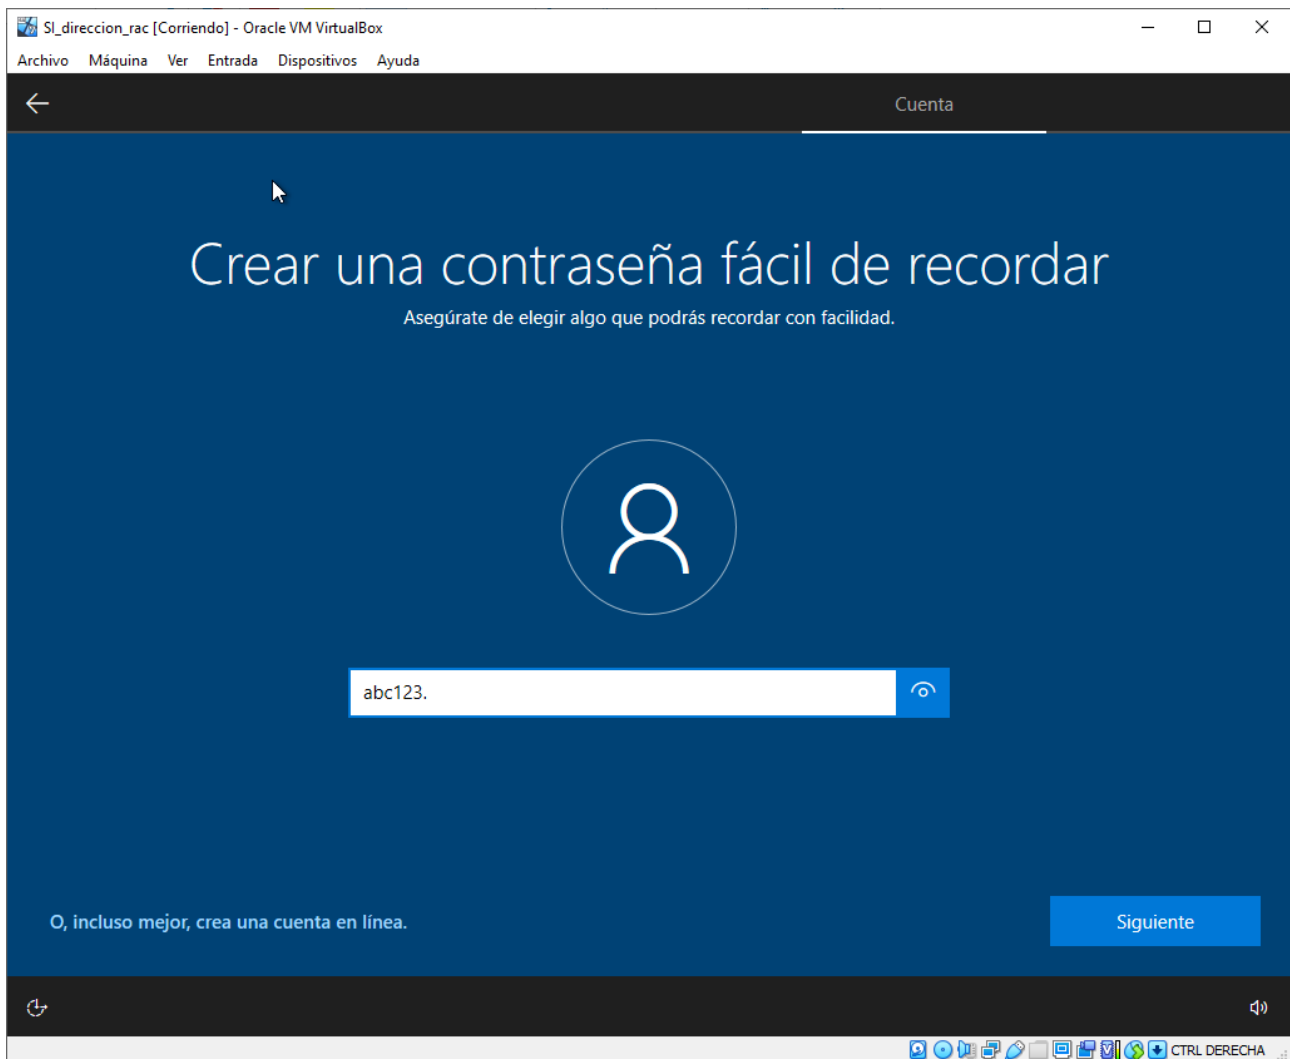 SI_direccion_rac [Corriendo] - Oracle VM VirtualBox
Archivo Máquina Ver Entrada Dispositivos Ayuda
Cuenta
Crear una contraseña fácil de recordar
Asegúrate de elegir algo que podrás recordar con facilidad.
abc123.
O, incluso mejor, crea una cuenta en línea.
Siguiente
CTRL DERECHA